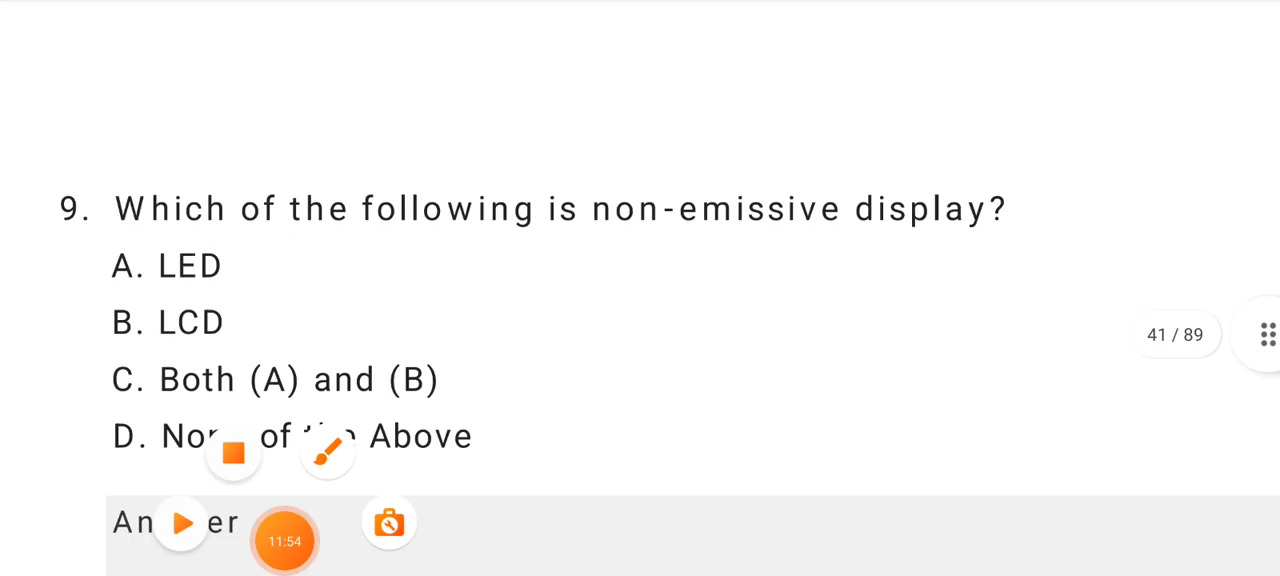 9. Which of the following is non-emissive display?
A. LED
B. LCD
C. Both (A) and (B)
41 / 89
D. of Above
11:54